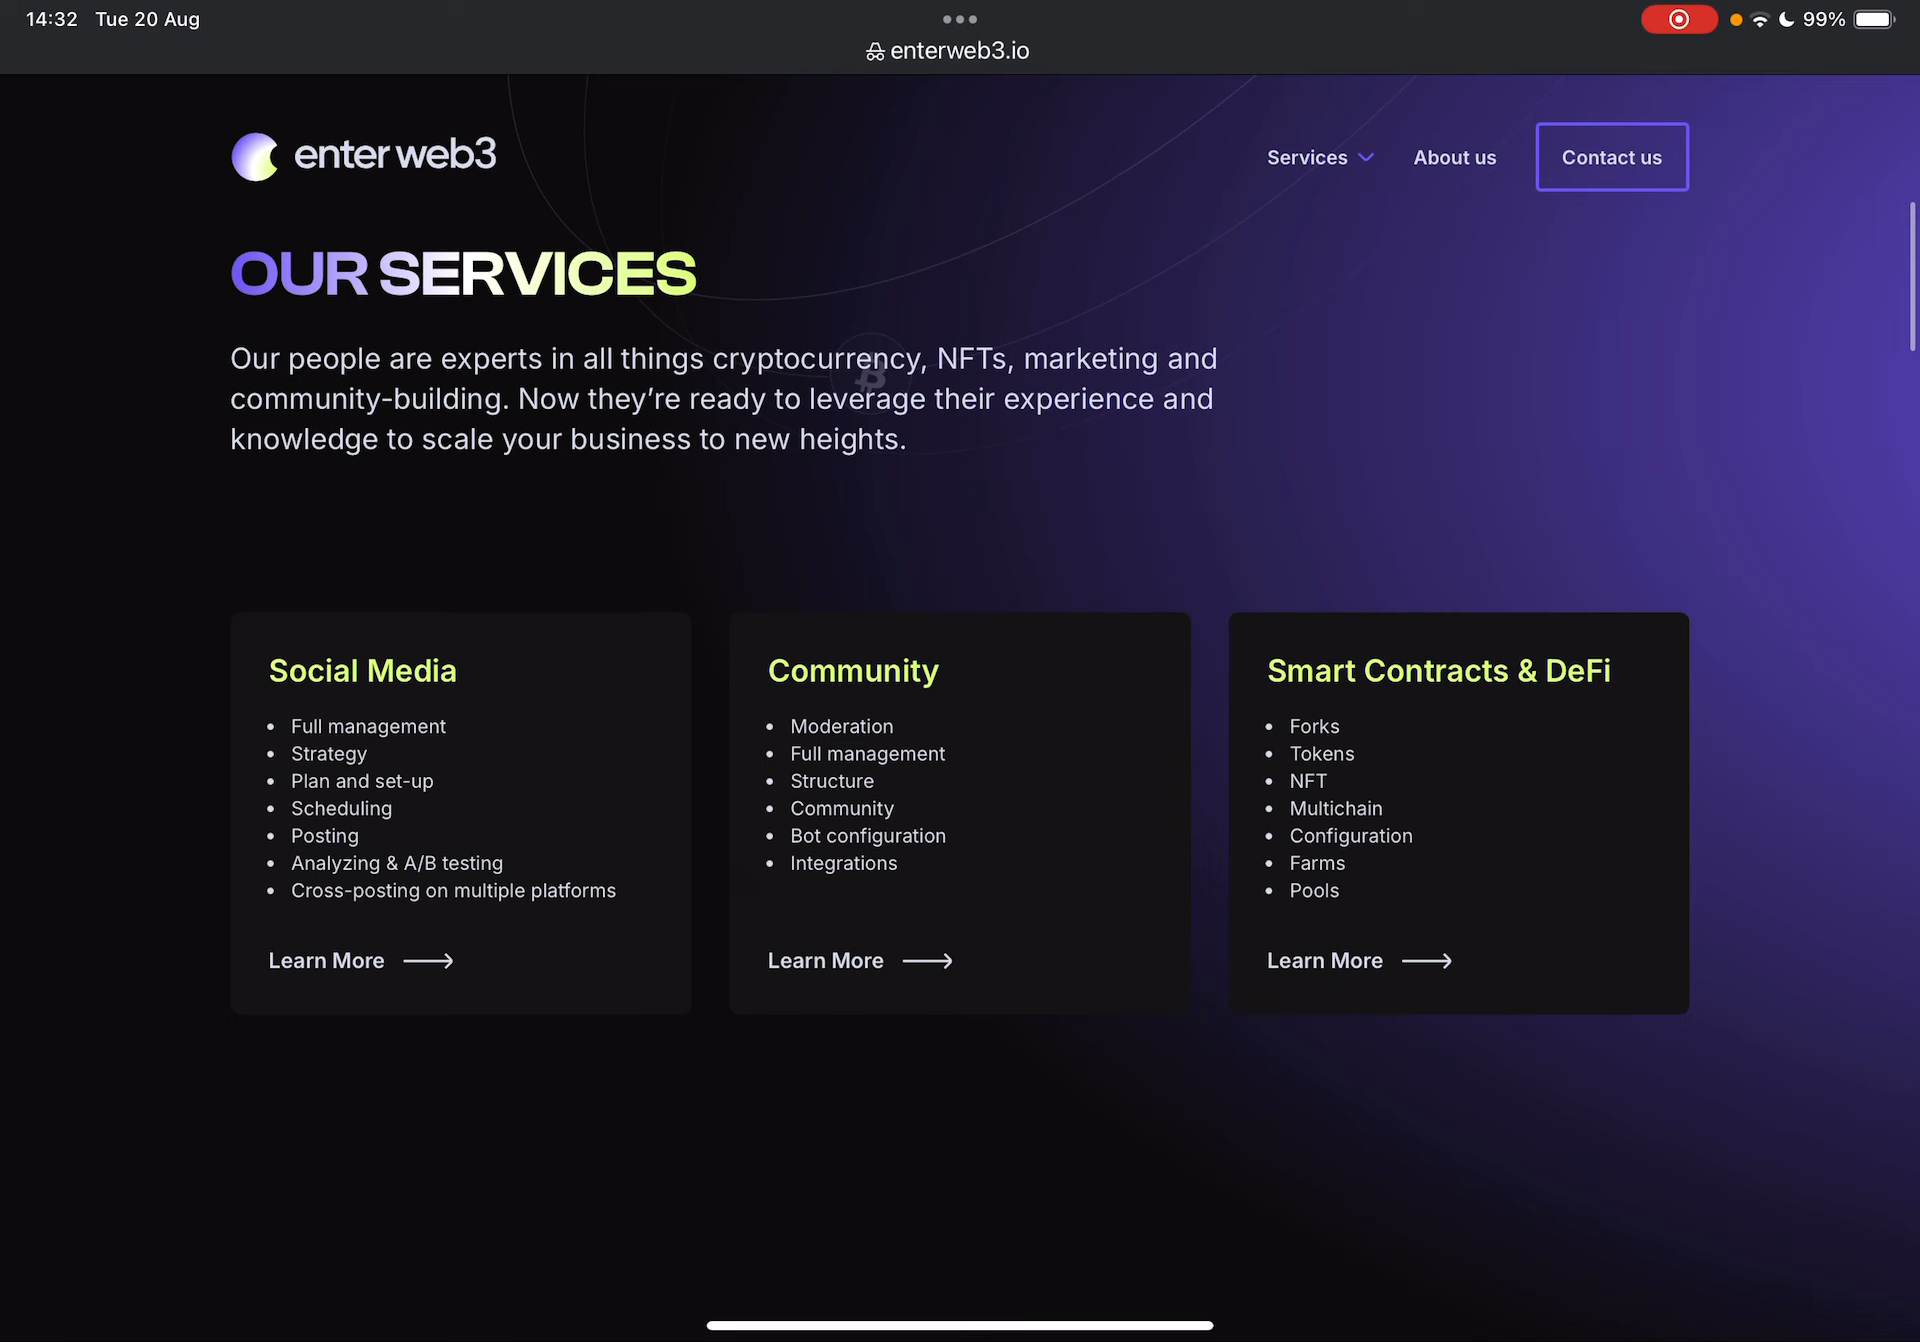 14:32 Tue 20 Aug
99%
enterweb3.io
enter web3
Services
About us
Contact us
OUR SERVICES
Our people are experts in all things cryptocurrency, NFTs, marketing and
community-building. Now they’re ready to leverage their experience and
knowledge to scale your business to new heights.
Social Media
• Full management
• Strategy
• Plan and set-up
• Scheduling
• Posting
• Analyzing & A/B testing
• Cross-posting on multiple platforms
Learn More
Community
• Moderation
• Full management
• Structure
• Community
• Bot configuration
• Integrations
Learn More
Smart Contracts & DeFi
• Forks
• Tokens
• NFT
• Multichain
• Configuration
• Farms
• Pools
Learn More